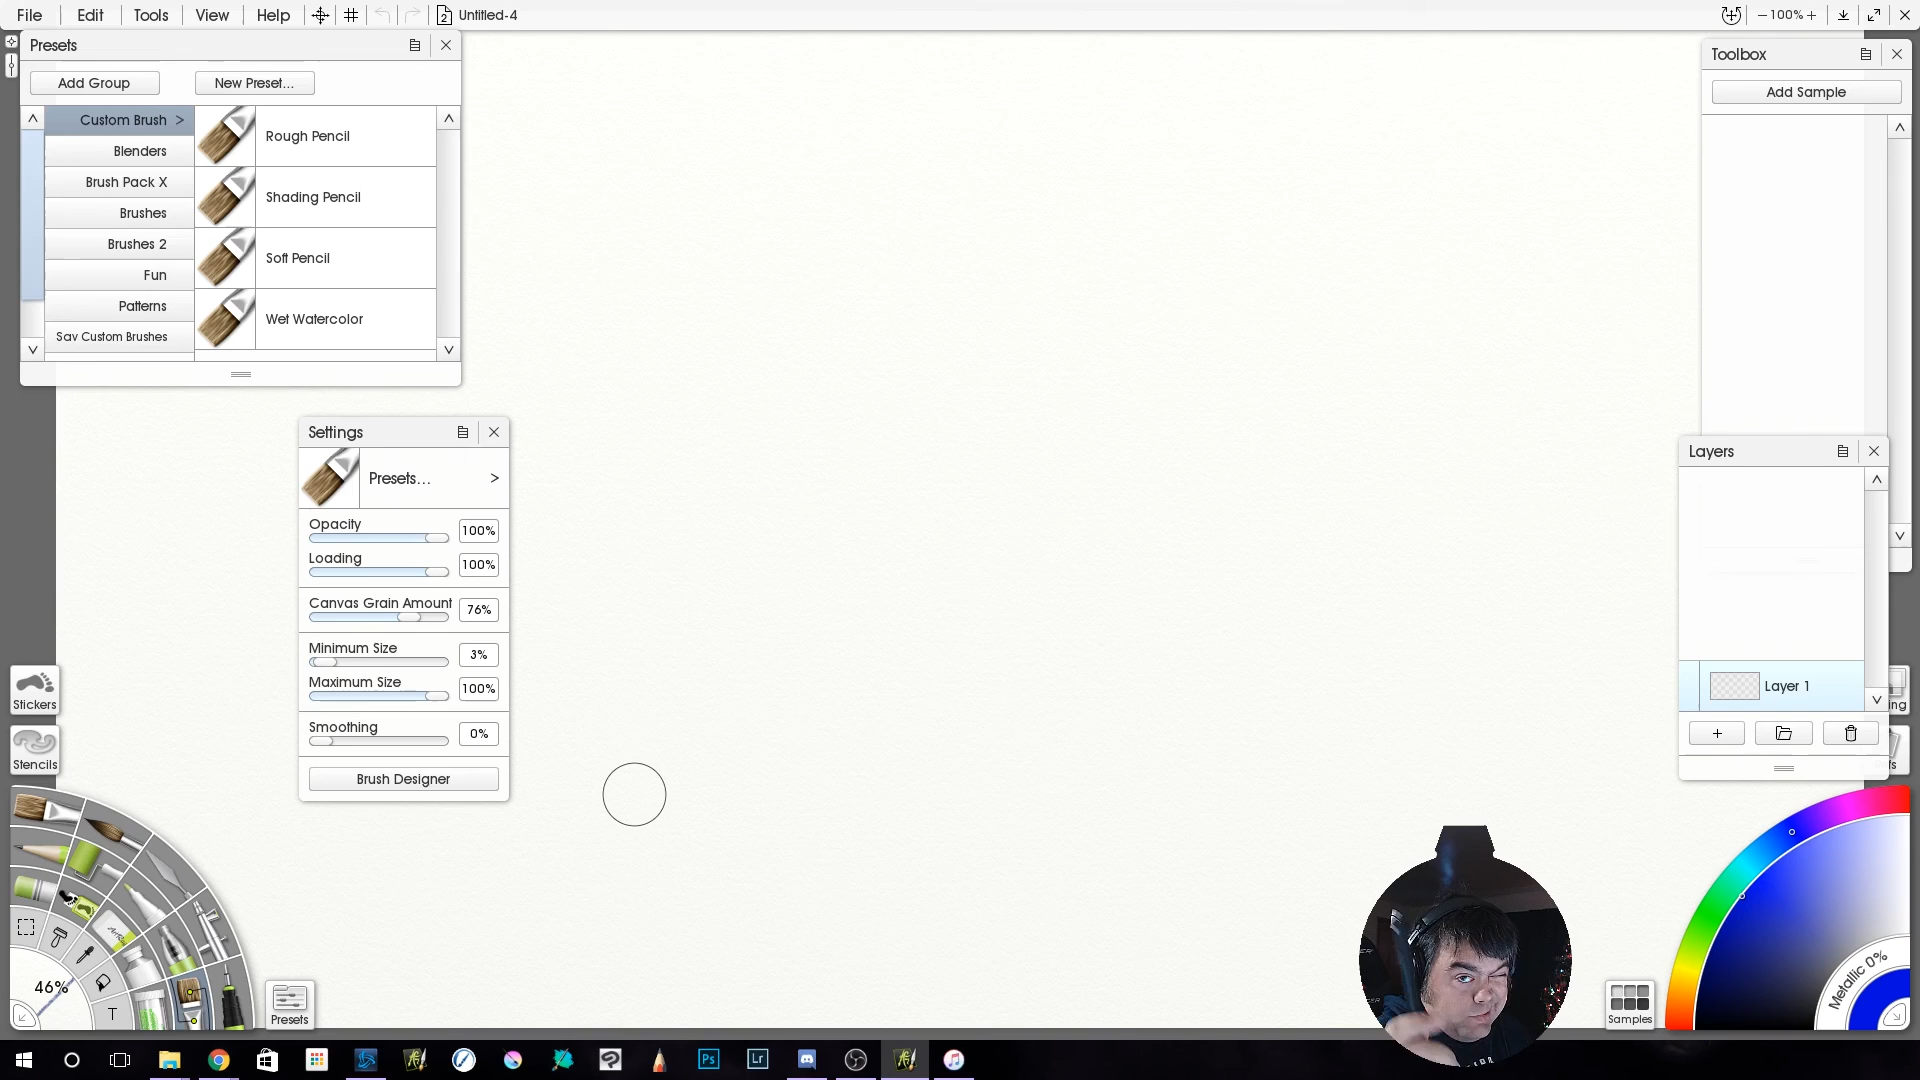 File Edit Tools View Help 2 Untitled-4 100%
Presets
Add Group New Preset...
Custom Brush >
Blenders
Brush Pack X
Brushes
Brushes 2
Fun
Patterns
Sav Custom Brushes
Rough Pencil
Shading Pencil
Soft Pencil
Wet Watercolor
Settings
Presets... >
Opacity 100%
Loading 100%
Canvas Grain Amount 76%
Minimum Size 3%
Maximum Size 100%
Smoothing 0%
Brush Designer
Toolbox
Add Sample
Layers
Layer 1
Stickers
Stencils
46%
T
Presets
Samples
Metallic 0%
Ps
Lr